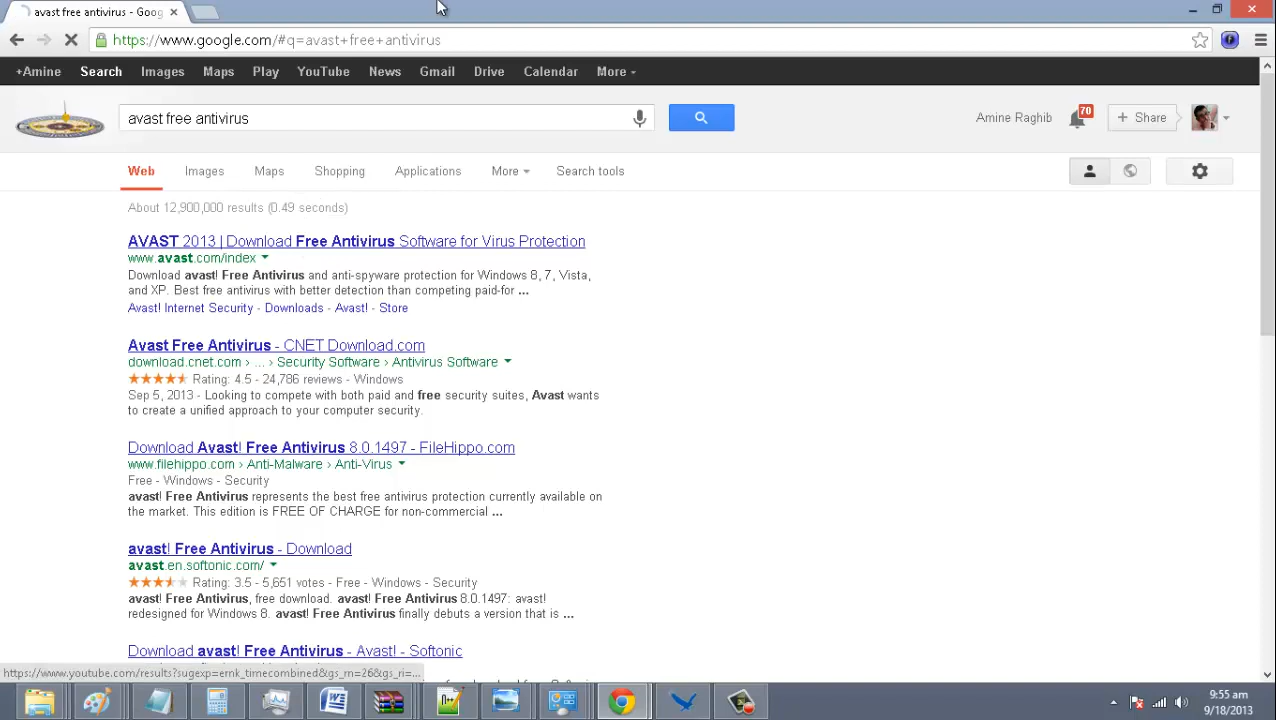 avast free antivirus - Goog
https://www.google.com/#q=avast+free+antivirus
+Amine Search Images Maps Play YouTube News Gmail Drive Calendar More
avast free antivirus
Amine Raghib 70 + Share
Web Images Maps Shopping Applications More Search tools
About 12,900,000 results (0.49 seconds)
AVAST 2013 | Download Free Antivirus Software for Virus Protection
www.avast.com/index
Download avast! Free Antivirus and anti-spyware protection for Windows 8, 7, Vista,
and XP. Best free antivirus with better detection than competing paid-for ...
Avast! Internet Security - Downloads - Avast! - Store
Avast Free Antivirus - CNET Download.com
download.cnet.com › ... › Security Software › Antivirus Software
Rating: 4.5 - 24,786 reviews - Windows
Sep 5, 2013 - Looking to compete with both paid and free security suites, Avast wants
to create a unified approach to your computer security.
Download Avast! Free Antivirus 8.0.1497 - FileHippo.com
www.filehippo.com › Anti-Malware › Anti-Virus
Free - Windows - Security
avast! Free Antivirus represents the best free antivirus protection currently available on
the market. This edition is FREE OF CHARGE for non-commercial ...
avast! Free Antivirus - Download
avast.en.softonic.com/
Rating: 3.5 - 5,651 votes - Free - Windows - Security
avast! Free Antivirus, free download. avast! Free Antivirus 8.0.1497: avast!
redesigned for Windows 8. avast! Free Antivirus finally debuts a version that is ...
Download avast! Free Antivirus - Avast! - Softonic
https://www.youtube.com/results?sugexp=ernk_timecombined&gs_rn=26&gs_ri=...
9:55 am
9/18/2013